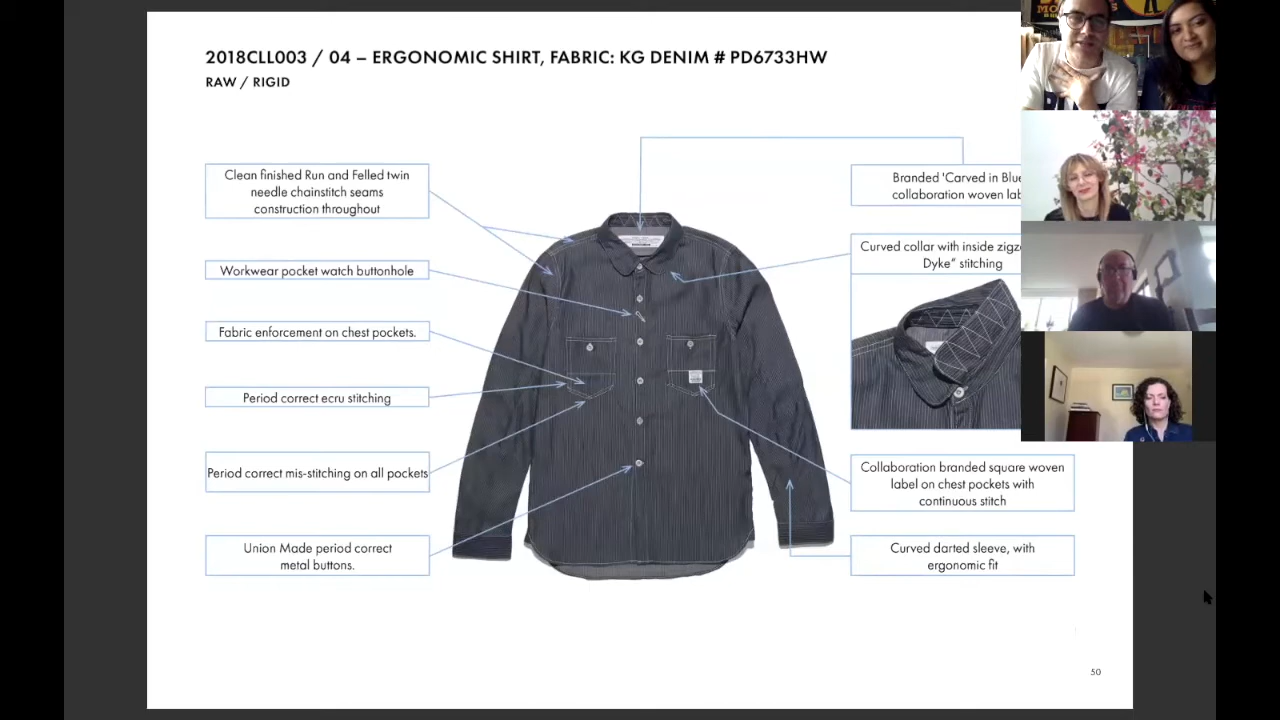 2018CLL003 / 04 – ERGONOMIC SHIRT, FABRIC: KG DENIM # PD6733HW
RAW / RIGID
Clean finished Run and Felled twin
needle chainstitch seams
construction throughout
Workwear pocket watch buttonhole
Fabric enforcement on chest pockets.
Period correct ecru stitching
Period correct mis-stitching on all pockets
Union Made period correct
metal buttons.
Branded 'Carved in Blue
collaboration woven
Curved collar with inside
Dyke” stitching
Collaboration branded square woven
label on chest pockets with
continuous stitch
Curved darted sleeve, with
ergonomic fit
50